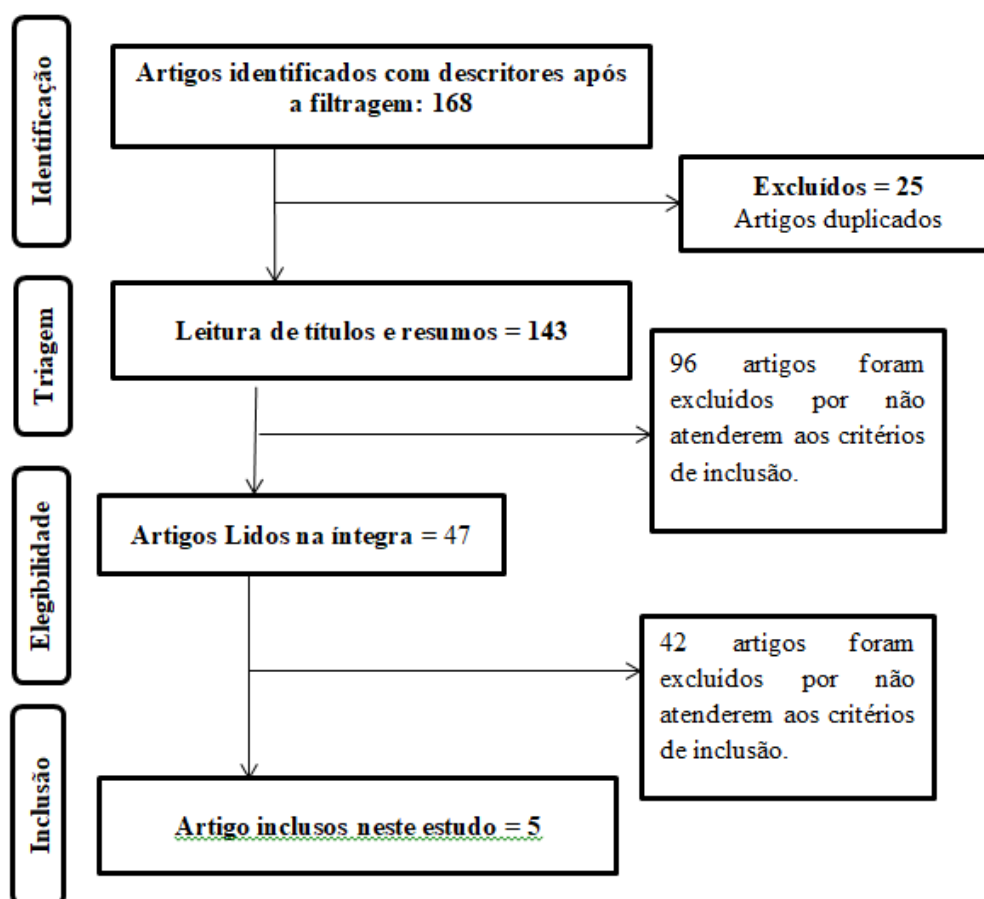 Identificação
Artigos identificados com descritores após
a filtragem: 168
Excluídos = 25
Artigos duplicados
Triagem
Leitura de títulos e resumos = 143
96 artigos foram
excluídos por não
atenderem aos critérios
de inclusão.
Elegibilidade
Artigos Lidos na íntegra = 47
42 artigos foram
excluídos por não
atenderem aos critérios
de inclusão.
Inclusão
Artigo inclusos neste estudo = 5